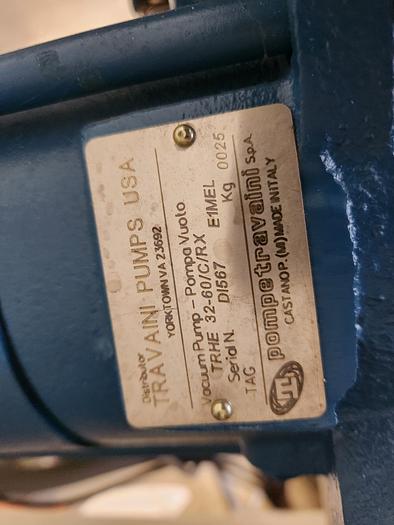 Distributor
TRAVAINI PUMPS USA
YORKTOWN VA 23692
Vacuum Pump - Pompa Vuoto
TRHE 32-60/C/RX E1MEL
Serial N. DI567 Kg 0025
TAG
pompetravaini S.p.A.
CASTANO P. (MI) MADE IN ITALY